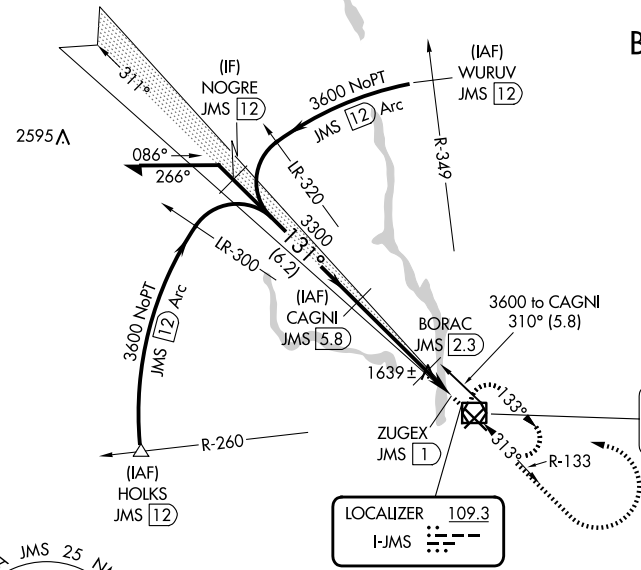 B
(IF)
NOGRE
JMS 12
(IAF)
WURUV
JMS 12
3600 NoPT
JMS 12 Arc
311°
2595
086°
266°
LR-320
R-349
LR-300
3300
131°
(6.2)
3600 NoPT
JMS 12 Arc
(IAF)
CAGNI
JMS 5.8
BORAC
JMS 2.3
3600 to CAGNI
310° (5.8)
1639 ±
133°
ZUGEX
JMS 1
313°
R-133
R-260
(IAF)
HOLKS
JMS 12
LOCALIZER 109.3
I-JMS
JMS 25 N